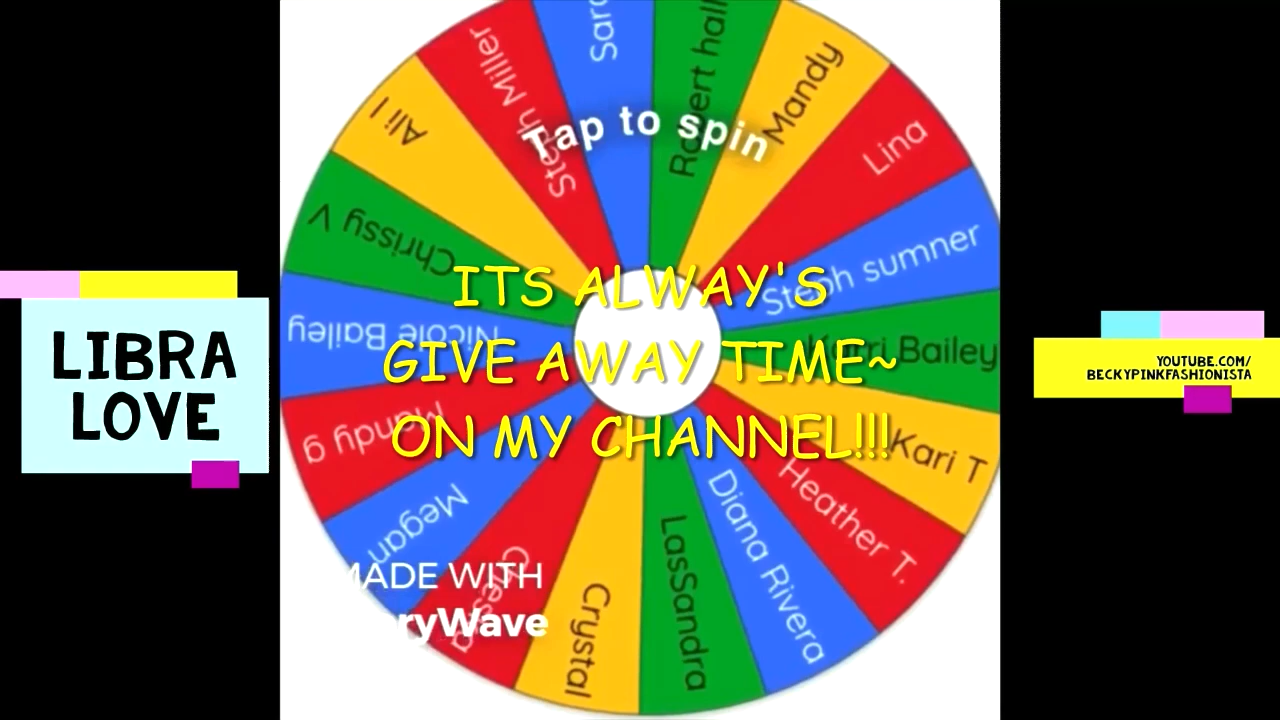 Robert hall
Mandy
Lina
Steph sumner
Bailey
Kari T
Heather T.
Diana Rivera
LasSandra
Crystal
Megan
Mandy g
Nicole Bailey
Chrissy V
Ali l
Steph Miller
Tap to spin
ITS ALWAY'S
GIVE AWAY TIME~
ON MY CHANNEL!!!
LIBRA
LOVE
YOUTUBE.COM/
BECKYPINKFASHIONISTA
MADE WITH